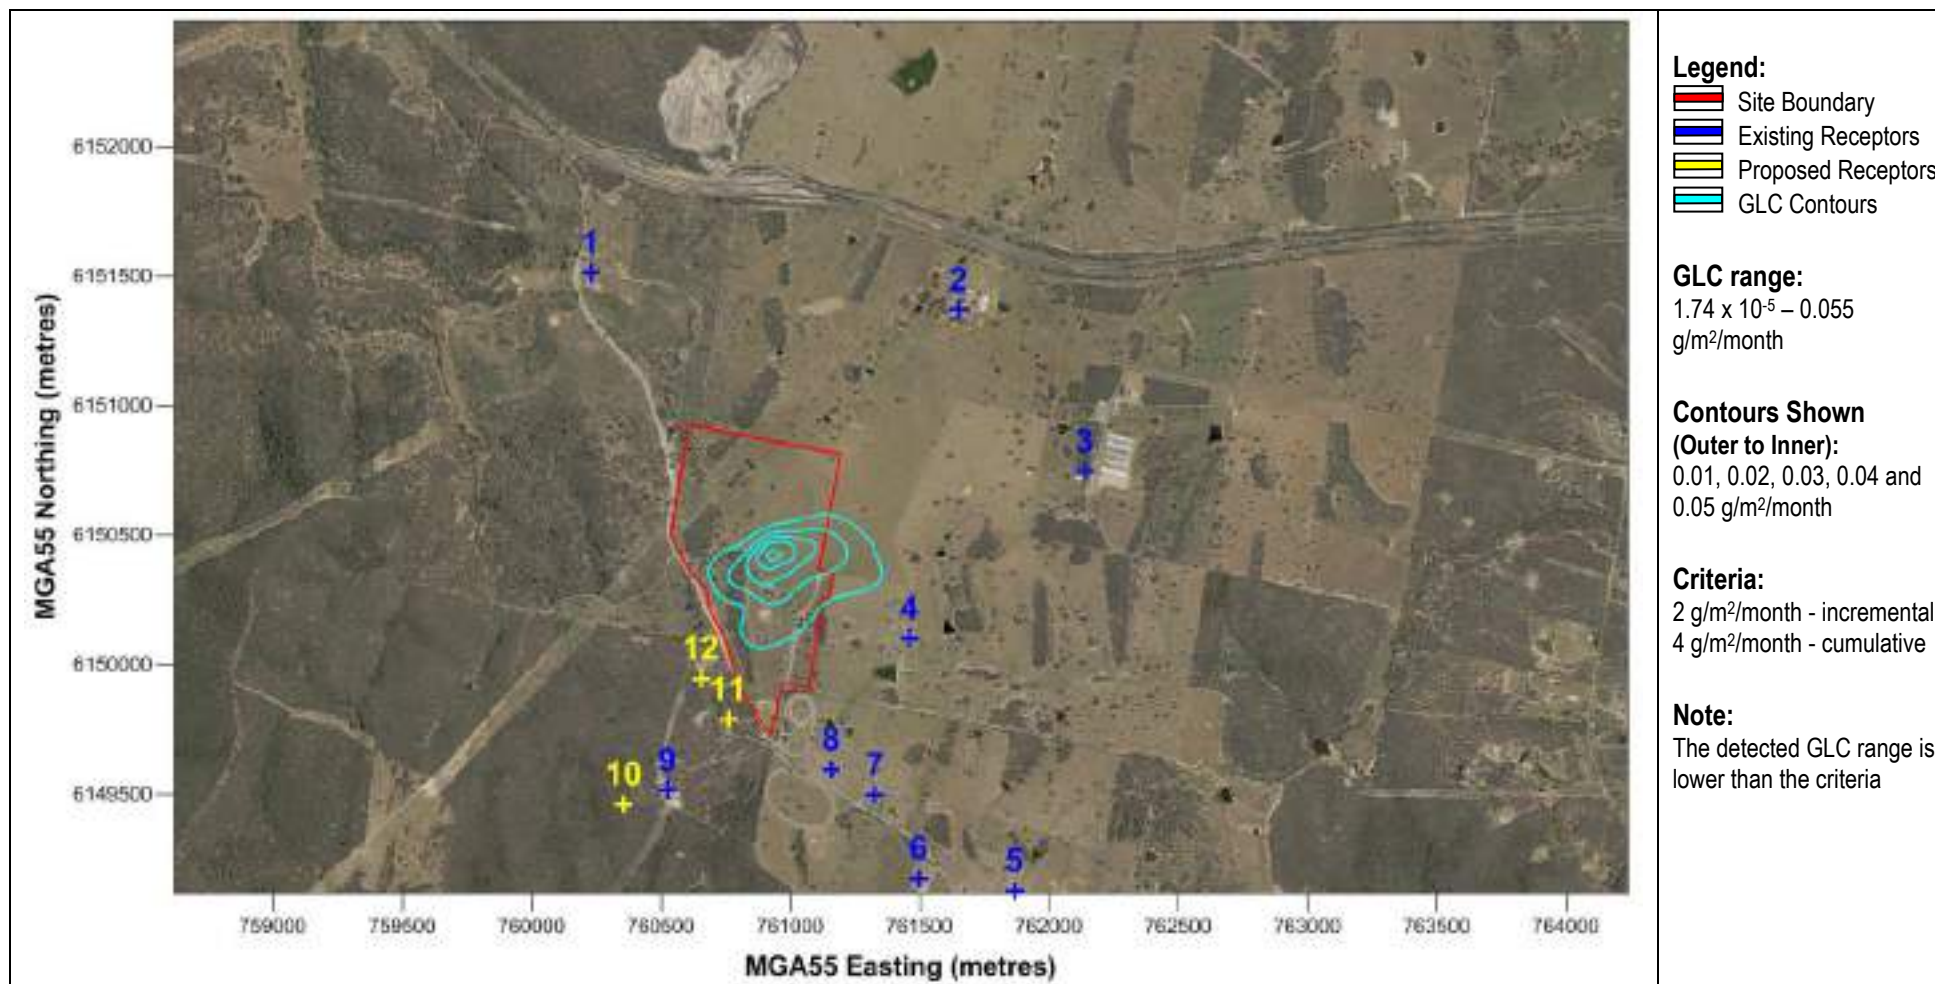 6152000
6151500
6151000
6150500
6150000
6149500
MGA55 Northing (metres)
1
2
3
4
12
11
8
7
9
10
6
5
759000 759500 760000 760500 761000 761500 762000 762500 763000 763500 764000
MGA55 Easting (metres)
Legend:
Site Boundary
Existing Receptors
Proposed Receptors
GLC Contours
GLC range:
1.74 x 10⁻⁵ – 0.055
g/m²/month
Contours Shown
(Outer to Inner):
0.01, 0.02, 0.03, 0.04 and
0.05 g/m²/month
Criteria:
2 g/m²/month - incremental
4 g/m²/month - cumulative
Note:
The detected GLC range is
lower than the criteria